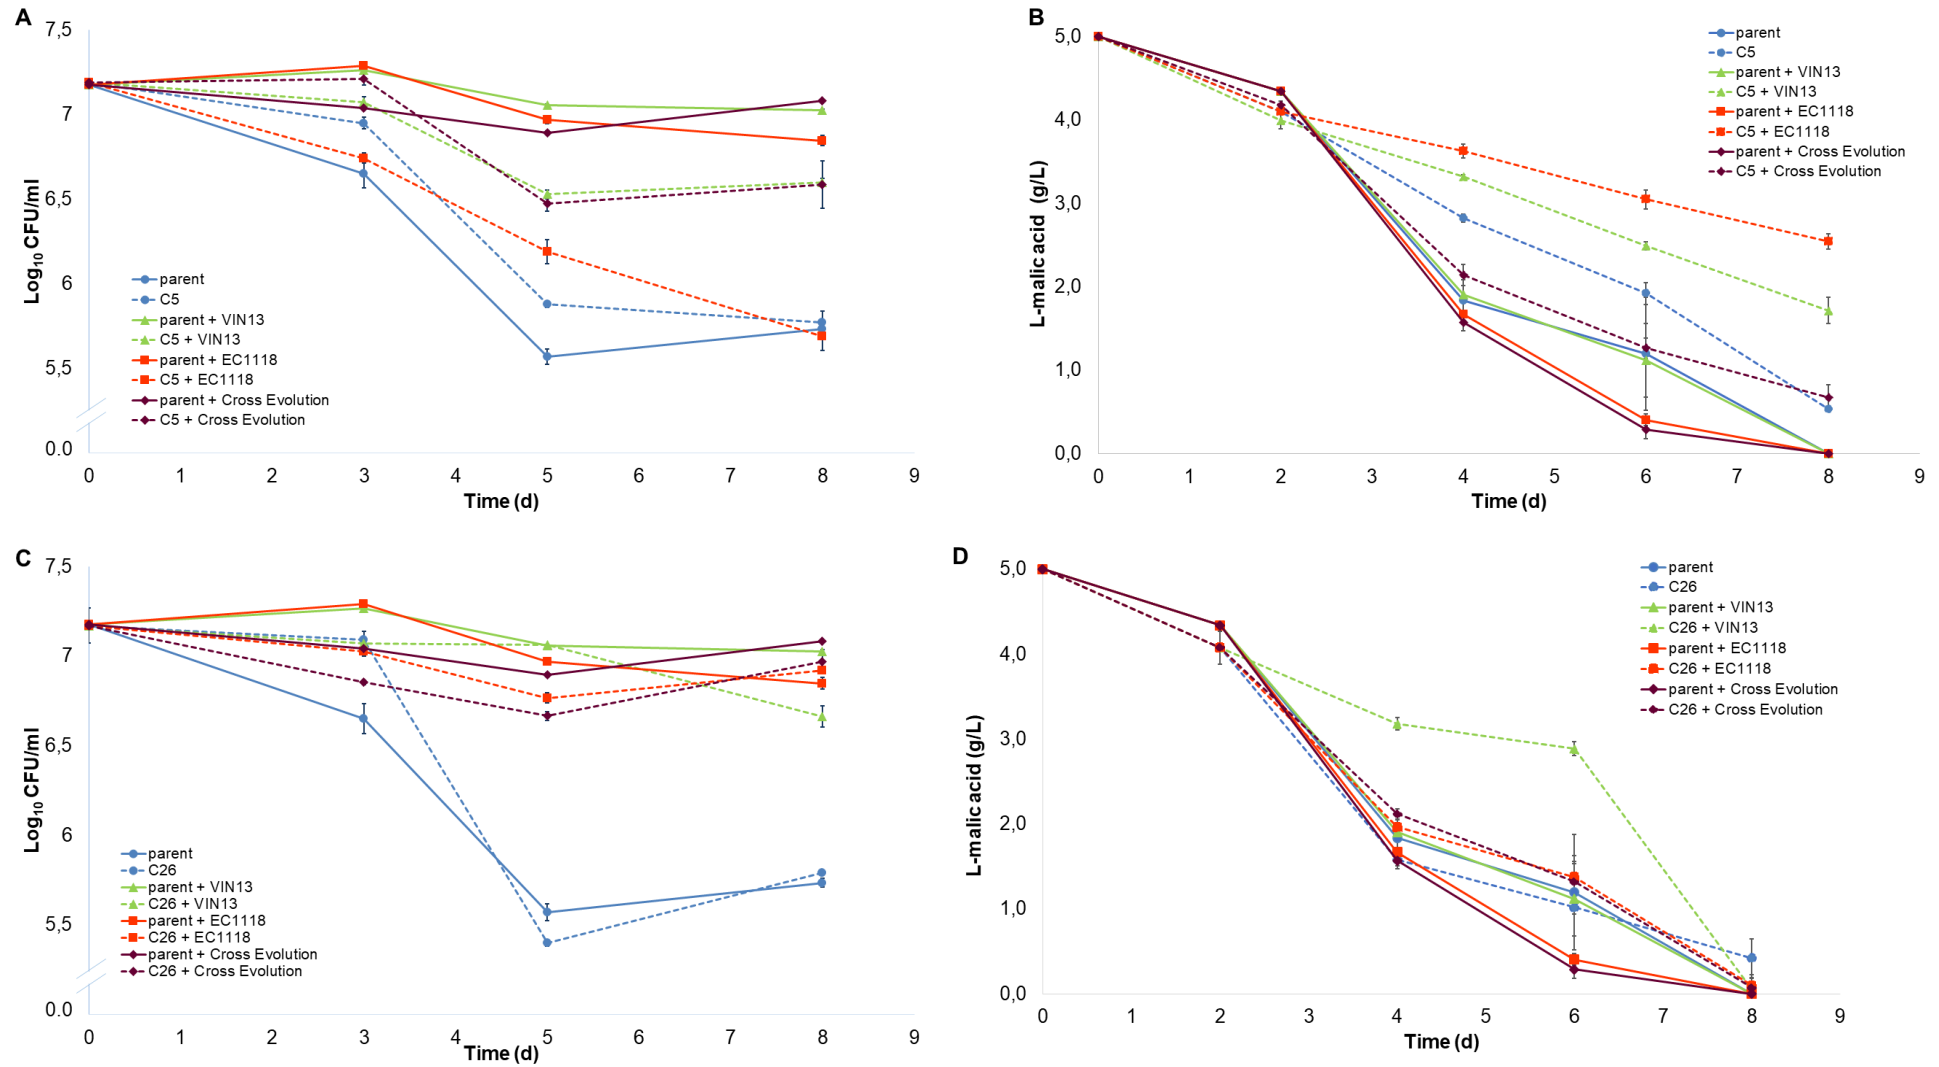 A
7,5
7
6,5
6
5,5
0.0
Log10 CFU/ml
parent
C5
parent + VIN13
C5 + VIN13
parent + EC1118
C5 + EC1118
parent + Cross Evolution
C5 + Cross Evolution
0 1 2 3 4 5 6 7 8 9
Time (d)
B
5,0
4,0
3,0
2,0
1,0
0,0
L-malic acid (g/L)
parent
C5
parent + VIN13
C5 + VIN13
parent + EC1118
C5 + EC1118
parent + Cross Evolution
C5 + Cross Evolution
0 1 2 3 4 5 6 7 8 9
Time (d)
C
7,5
7
6,5
6
5,5
0.0
Log10 CFU/ml
parent
C26
parent + VIN13
C26 + VIN13
parent + EC1118
C26 + EC1118
parent + Cross Evolution
C26 + Cross Evolution
0 1 2 3 4 5 6 7 8 9
Time (d)
D
5,0
4,0
3,0
2,0
1,0
0,0
L-malic acid (g/L)
parent
C26
parent + VIN13
C26 + VIN13
parent + EC1118
C26 + EC1118
parent + Cross Evolution
C26 + Cross Evolution
0 1 2 3 4 5 6 7 8 9
Time (d)